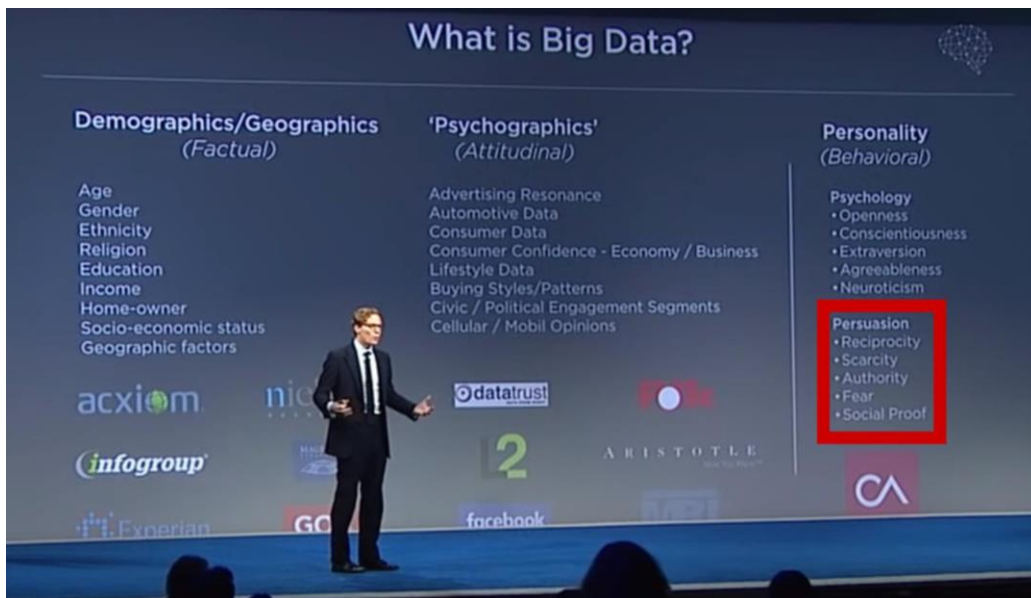 What is Big Data?
Demographics/Geographics
(Factual)
Age
Gender
Ethnicity
Religion
Education
Income
Home-owner
Socio-economic status
Geographic factors
'Psychographics'
(Attitudinal)
Advertising Resonance
Automotive Data
Consumer Data
Consumer Confidence - Economy / Business
Lifestyle Data
Buying Styles/Patterns
Civic / Political Engagement Segments
Cellular / Mobil Opinions
Personality
(Behavioral)
Psychology
• Openness
• Conscientiousness
• Extraversion
• Agreeableness
• Neuroticism
Persuasion
• Reciprocity
• Scarcity
• Authority
• Fear
• Social Proof
acxiom
datatrust
infogroup
L2
ARISTOTLE
CA
Experian
facebook